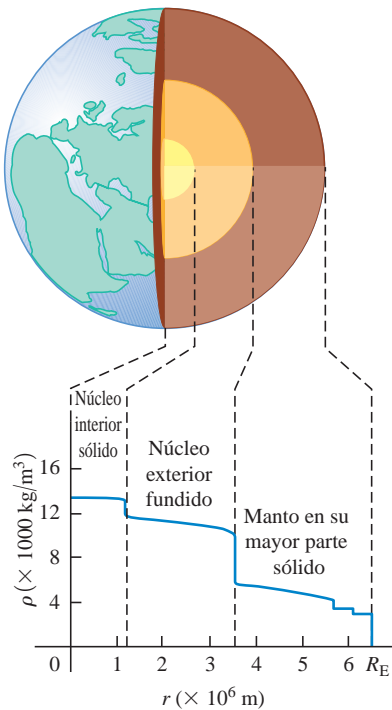 Núcleo
interior
sólido
Núcleo
exterior
fundido
Manto en su
mayor parte
sólido
ρ (× 1000 kg/m³)
16
12
8
4
0 1 2 3 4 5 6 R_E
r (× 10⁶ m)